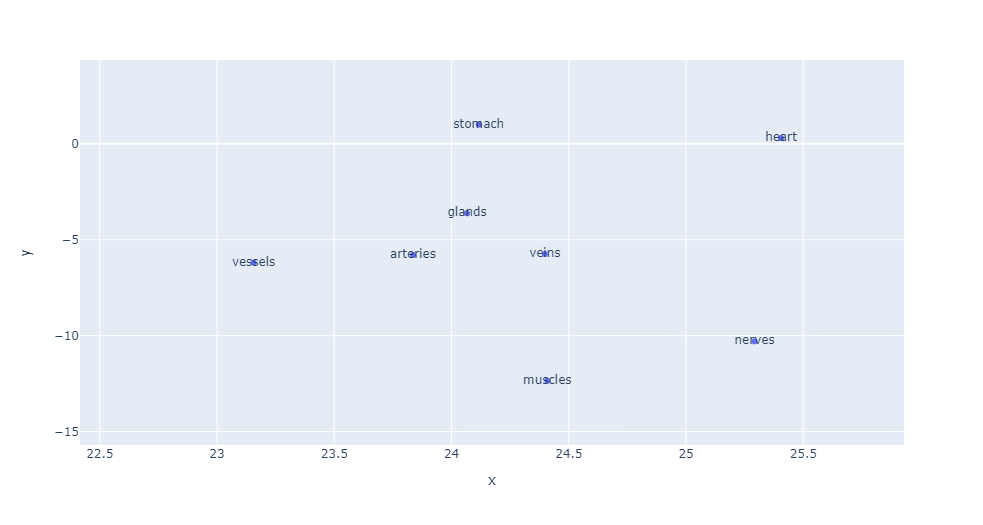 stomach
heart
0
glands
−5
arteries
veins
vessels
y
−10
nerves
muscles
−15
22.5 23 23.5 24 24.5 25 25.5
x